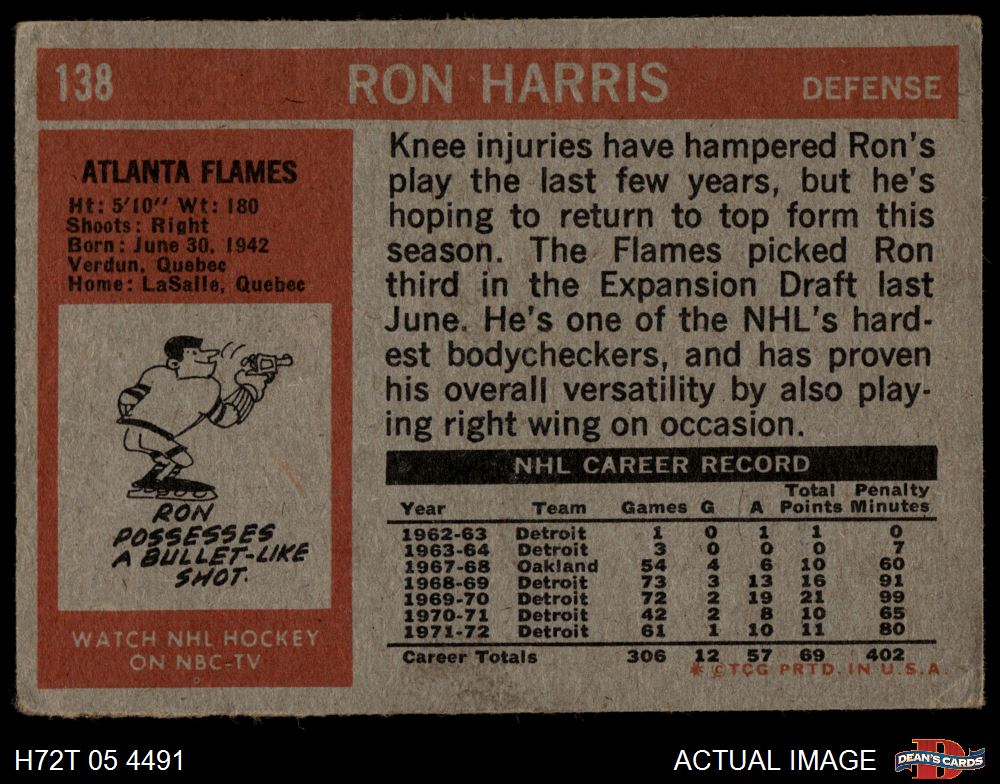 138 RON HARRIS DEFENSE
ATLANTA FLAMES
Ht: 5'10" Wt: 180
Shoots: Right
Born: June 30, 1942
Verdun, Quebec
Home: LaSalle, Quebec
RON
POSSESSES
A BULLET-LIKE
SHOT.
WATCH NHL HOCKEY
ON NBC-TV
Knee injuries have hampered Ron's
play the last few years, but he's
hoping to return to top form this
season. The Flames picked Ron
third in the Expansion Draft last
June. He's one of the NHL's hard-
est bodycheckers, and has proven
his overall versatility by also play-
ing right wing on occasion.
NHL CAREER RECORD
Year Team Games G A Total Points Penalty Minutes
1962-63 Detroit 1 0 1 1 0
1963-64 Detroit 3 0 0 0 7
1967-68 Oakland 54 4 6 10 60
1968-69 Detroit 73 3 13 16 91
1969-70 Detroit 72 2 19 21 99
1970-71 Detroit 42 2 8 10 65
1971-72 Detroit 61 1 10 11 80
Career Totals 306 12 57 69 402
* ©TCG PRTD. IN U.S.A.
H72T 05 4491 ACTUAL IMAGE DEAN'S CARDS